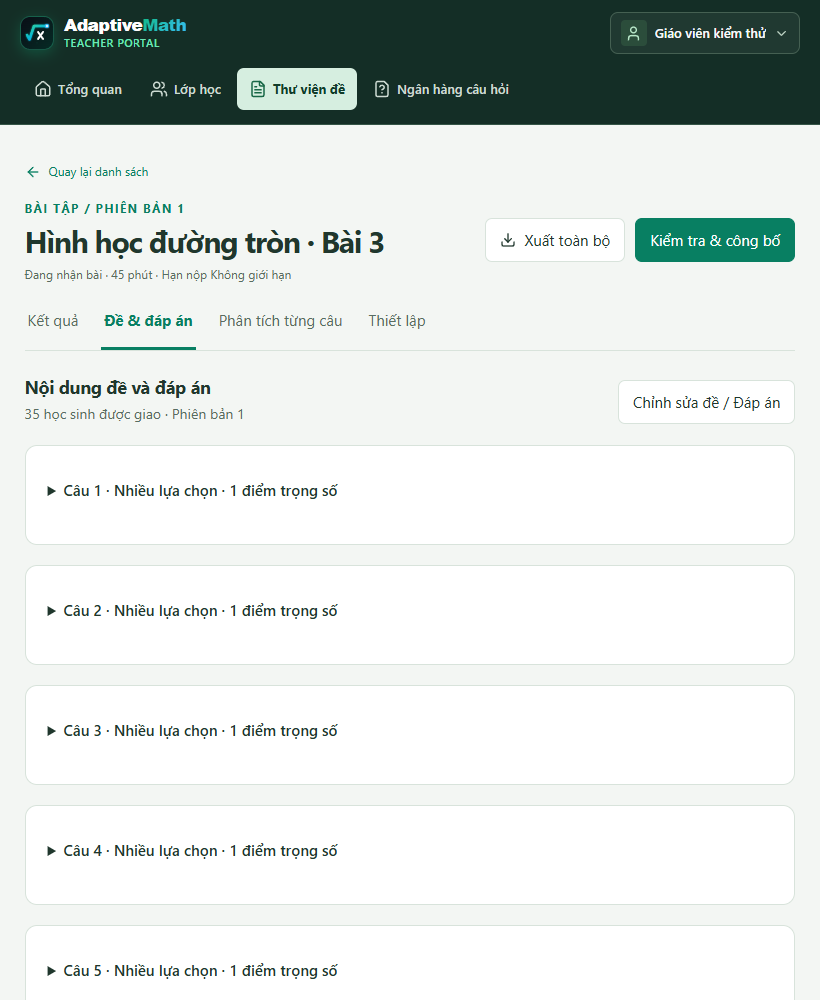 AdaptiveMath
TEACHER PORTAL
Giáo viên kiểm thử
Tổng quan
Lớp học
Thư viện đề
Ngân hàng câu hỏi
Quay lại danh sách
BÀI TẬP / PHIÊN BẢN 1
Hình học đường tròn · Bài 3
Đang nhận bài · 45 phút · Hạn nộp Không giới hạn
Xuất toàn bộ
Kiểm tra & công bố
Kết quả
Đề & đáp án
Phân tích từng câu
Thiết lập
Nội dung đề và đáp án
35 học sinh được giao · Phiên bản 1
Chỉnh sửa đề / Đáp án
Câu 1 · Nhiều lựa chọn · 1 điểm trọng số
Câu 2 · Nhiều lựa chọn · 1 điểm trọng số
Câu 3 · Nhiều lựa chọn · 1 điểm trọng số
Câu 4 · Nhiều lựa chọn · 1 điểm trọng số
Câu 5 · Nhiều lựa chọn · 1 điểm trọng số